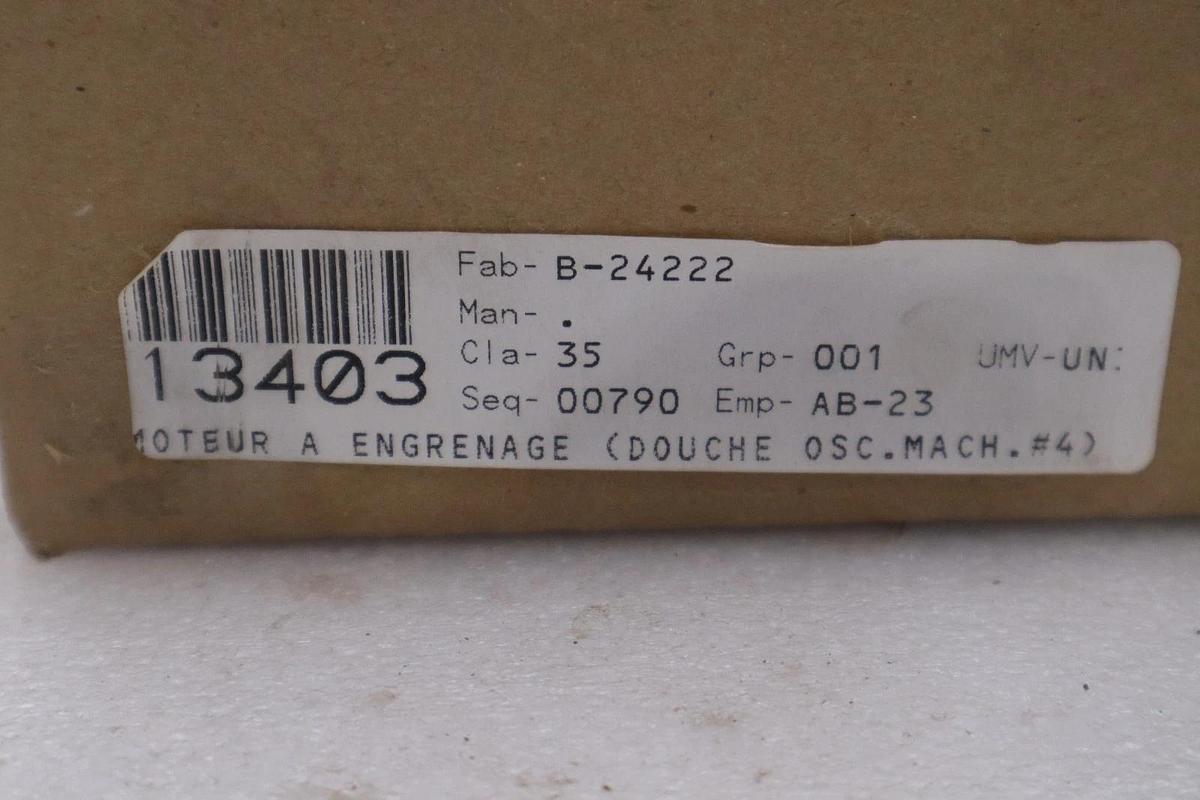 Fab- B-24222
Man- .
Cla- 35 Grp- 001 UMV-UN:
13403
Seq- 00790 Emp- AB-23
MOTEUR A ENGRENAGE (DOUCHE OSC.MACH.#4)